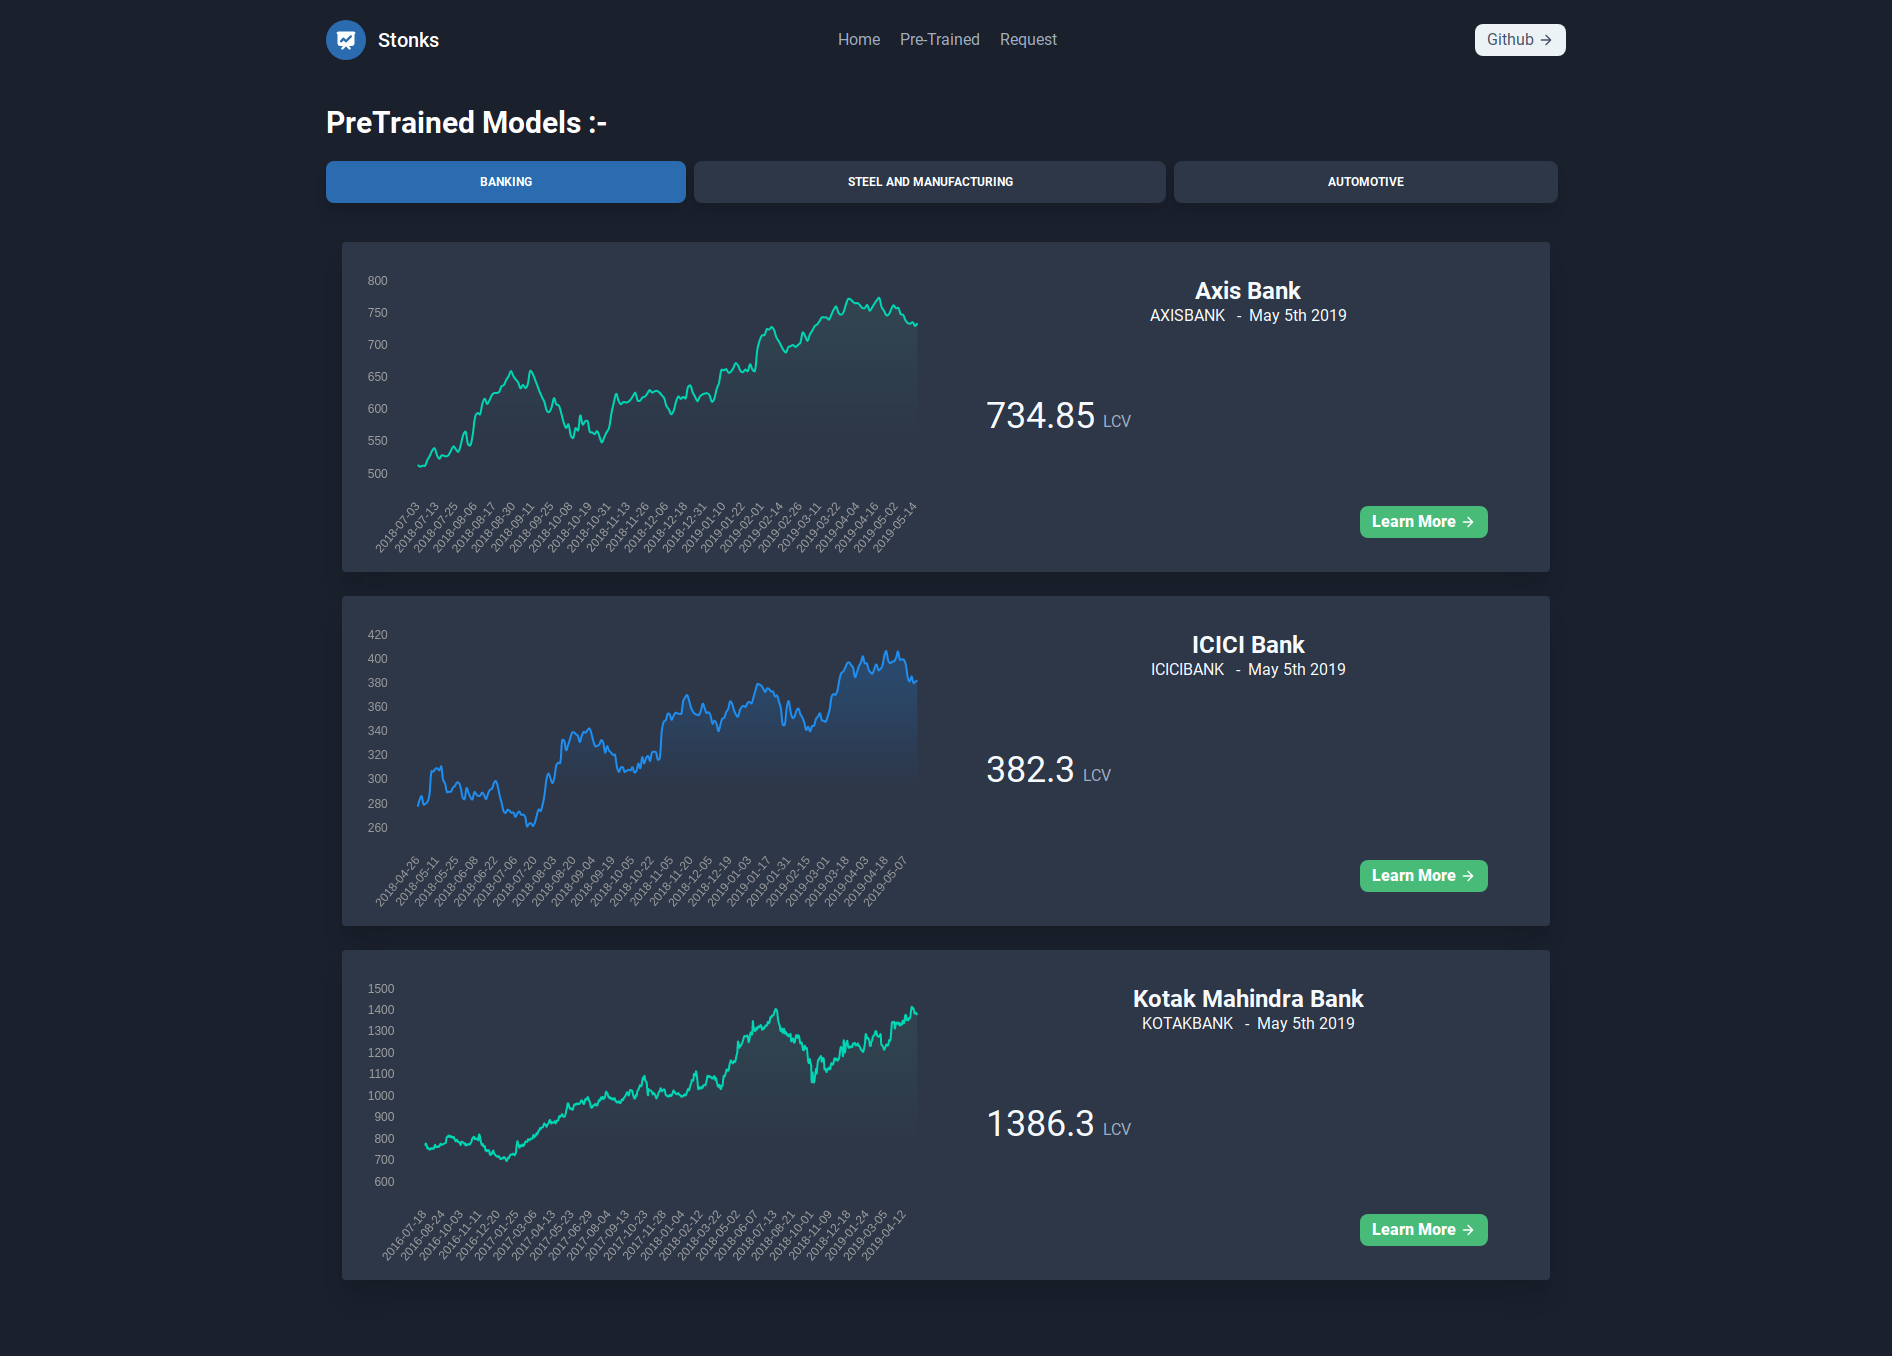 Stonks
Home Pre-Trained Request
Github →
PreTrained Models :-
BANKING
STEEL AND MANUFACTURING
AUTOMOTIVE
800
750
700
650
600
550
500
2018-07-03 2018-07-13 2018-07-25 2018-08-06 2018-08-17 2018-08-30 2018-09-11 2018-09-25 2018-10-08 2018-10-19 2018-10-31 2018-11-13 2018-11-26 2018-12-06 2018-12-18 2018-12-31 2019-01-10 2019-01-22 2019-02-01 2019-02-14 2019-02-26 2019-03-11 2019-03-22 2019-04-04 2019-04-16 2019-05-02 2019-05-14
Axis Bank
AXISBANK - May 5th 2019
734.85 LCV
Learn More →
420
400
380
360
340
320
300
280
260
2018-04-26 2018-05-11 2018-05-25 2018-06-08 2018-06-22 2018-07-06 2018-07-20 2018-08-03 2018-08-20 2018-09-04 2018-09-19 2018-10-05 2018-10-22 2018-11-05 2018-11-20 2018-12-05 2018-12-19 2019-01-03 2019-01-17 2019-01-31 2019-02-15 2019-03-01 2019-03-18 2019-04-03 2019-04-18 2019-05-07
ICICI Bank
ICICIBANK - May 5th 2019
382.3 LCV
Learn More →
1500
1400
1300
1200
1100
1000
900
800
700
600
2016-07-18 2016-08-24 2016-10-03 2016-11-11 2016-12-20 2017-01-25 2017-03-06 2017-04-13 2017-05-23 2017-06-29 2017-08-04 2017-09-13 2017-10-23 2017-11-28 2018-01-04 2018-02-12 2018-03-22 2018-05-02 2018-06-07 2018-07-13 2018-08-21 2018-10-01 2018-11-09 2018-12-18 2019-01-24 2019-03-05 2019-04-12
Kotak Mahindra Bank
KOTAKBANK - May 5th 2019
1386.3 LCV
Learn More →